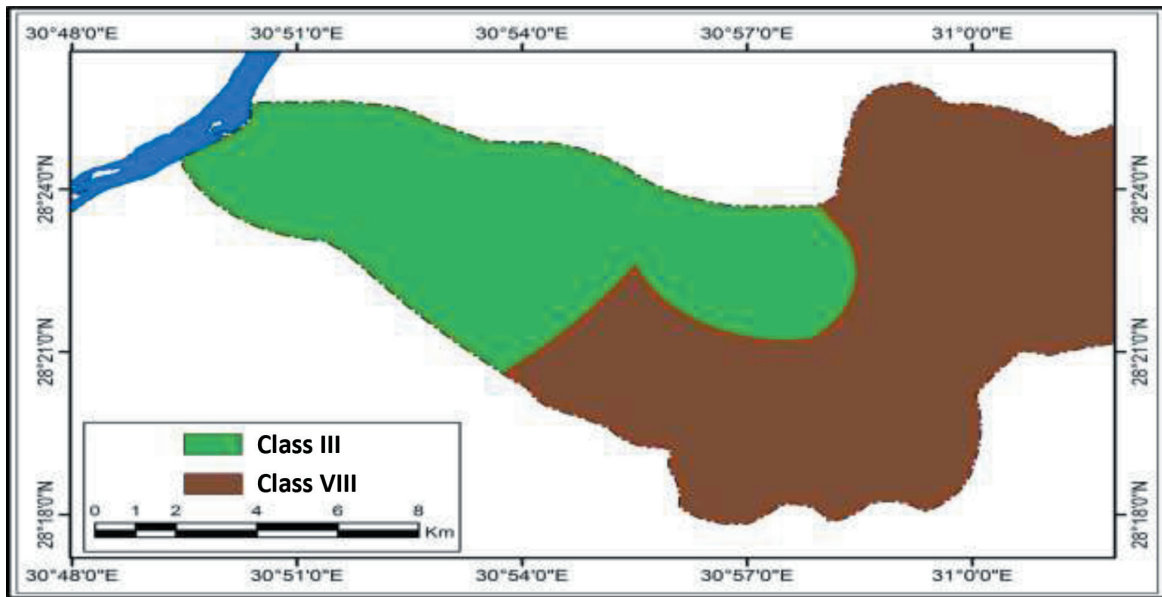 30°48'0"E 30°51'0"E 30°54'0"E 30°57'0"E 31°0'0"E
28°24'0"N 28°24'0"N
28°21'0"N 28°21'0"N
Class III
Class VIII
0 1 2 4 6 8
Km
28°18'0"N 28°18'0"N
30°48'0"E 30°51'0"E 30°54'0"E 30°57'0"E 31°0'0"E